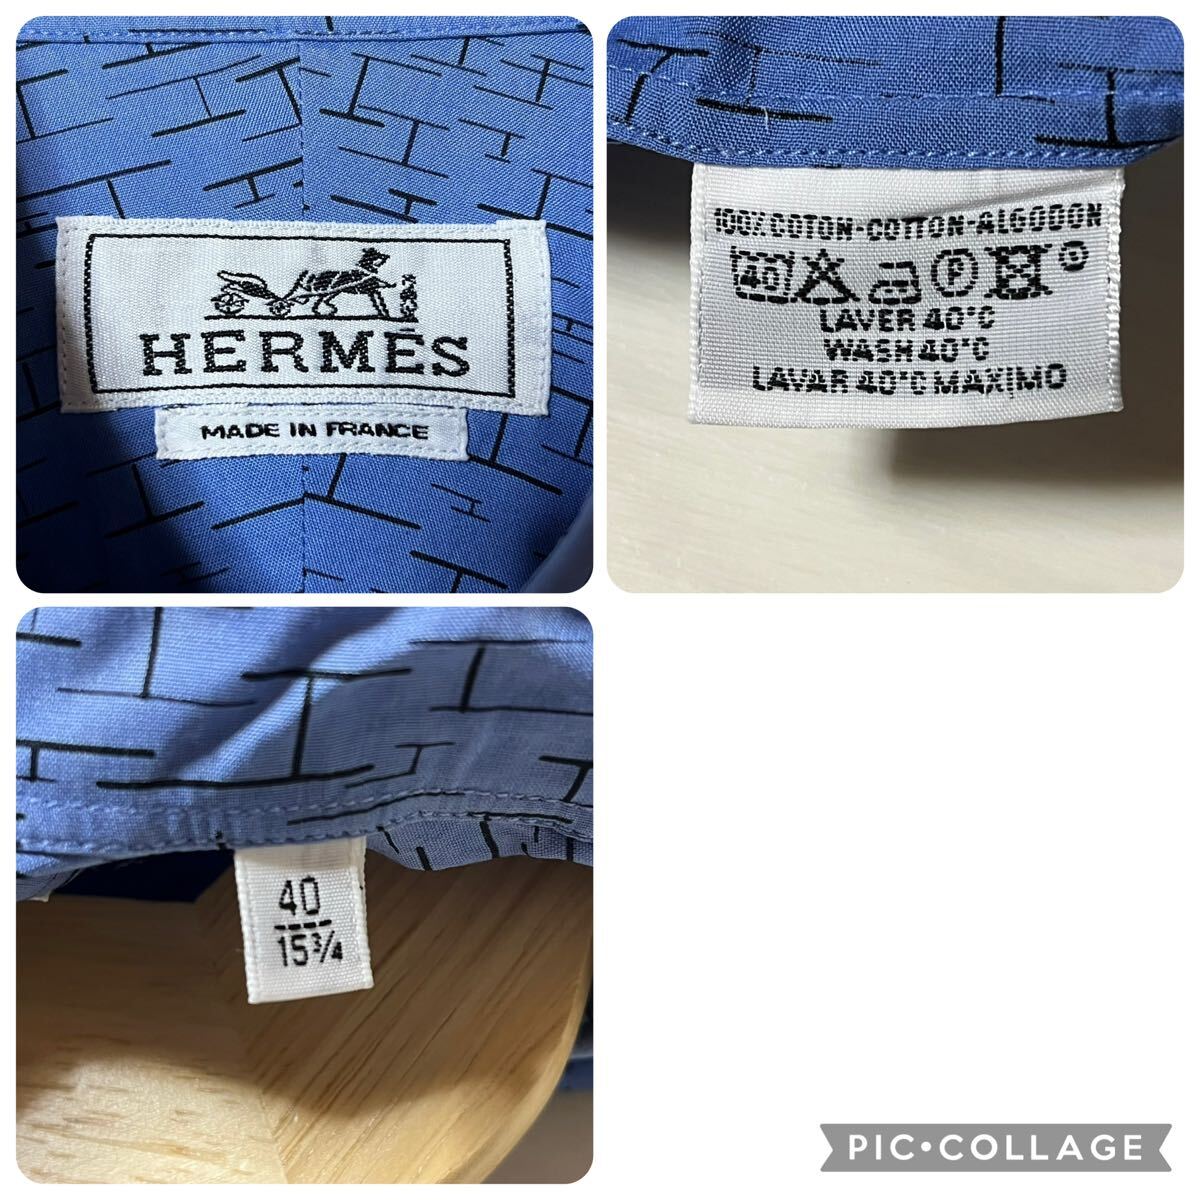 HERMÈS
MADE IN FRANCE
100% COTON-COTTON-ALGODON
40 F
LAVER 40°C
WASH 40°C
LAVAR 40°C MAXIMO
40
15¾
PIC•COLLAGE